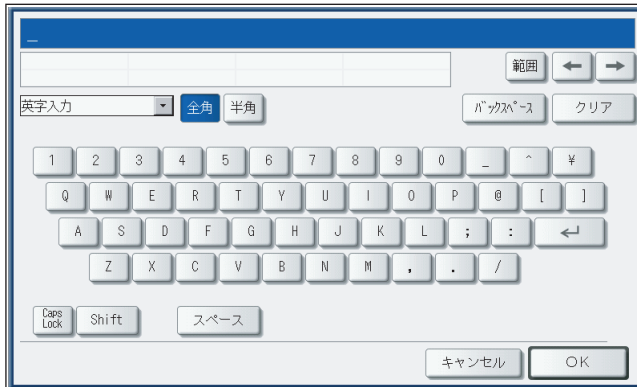 _
範囲 ← →
英字入力 全角 半角 バックスペース クリア
1 2 3 4 5 6 7 8 9 0 _ ^ ¥
Q W E R T Y U I O P @ [ ]
A S D F G H J K L ; : ↵
Z X C V B N M , . /
Caps Lock Shift スペース
キャンセル OK